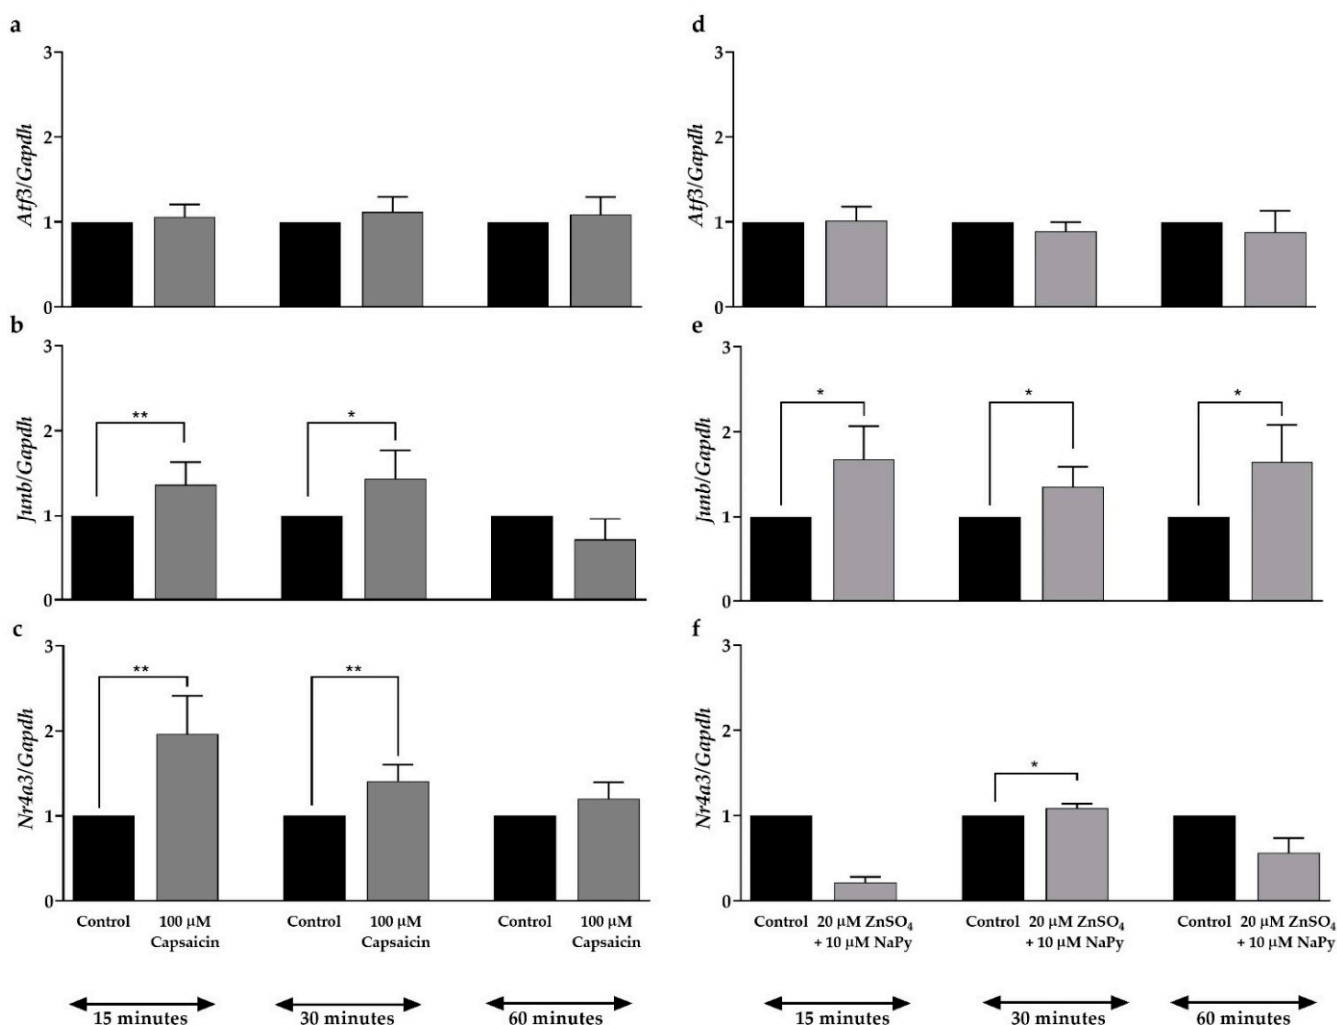 a
3
2
1
0
Atf3/Gapdh
d
3
2
1
0
Atf3/Gapdh
b
3
2
1
0
Junb/Gapdh
**
*
e
3
2
1
0
Junb/Gapdh
*
*
*
c
3
2
1
0
Nr4a3/Gapdh
**
**
Control
100 μM
Capsaicin
Control
100 μM
Capsaicin
Control
100 μM
Capsaicin
15 minutes
30 minutes
60 minutes
f
3
2
1
0
Nr4a3/Gapdh
*
Control
20 μM ZnSO₄
+ 10 μM NaPy
Control
20 μM ZnSO₄
+ 10 μM NaPy
Control
20 μM ZnSO₄
+ 10 μM NaPy
15 minutes
30 minutes
60 minutes